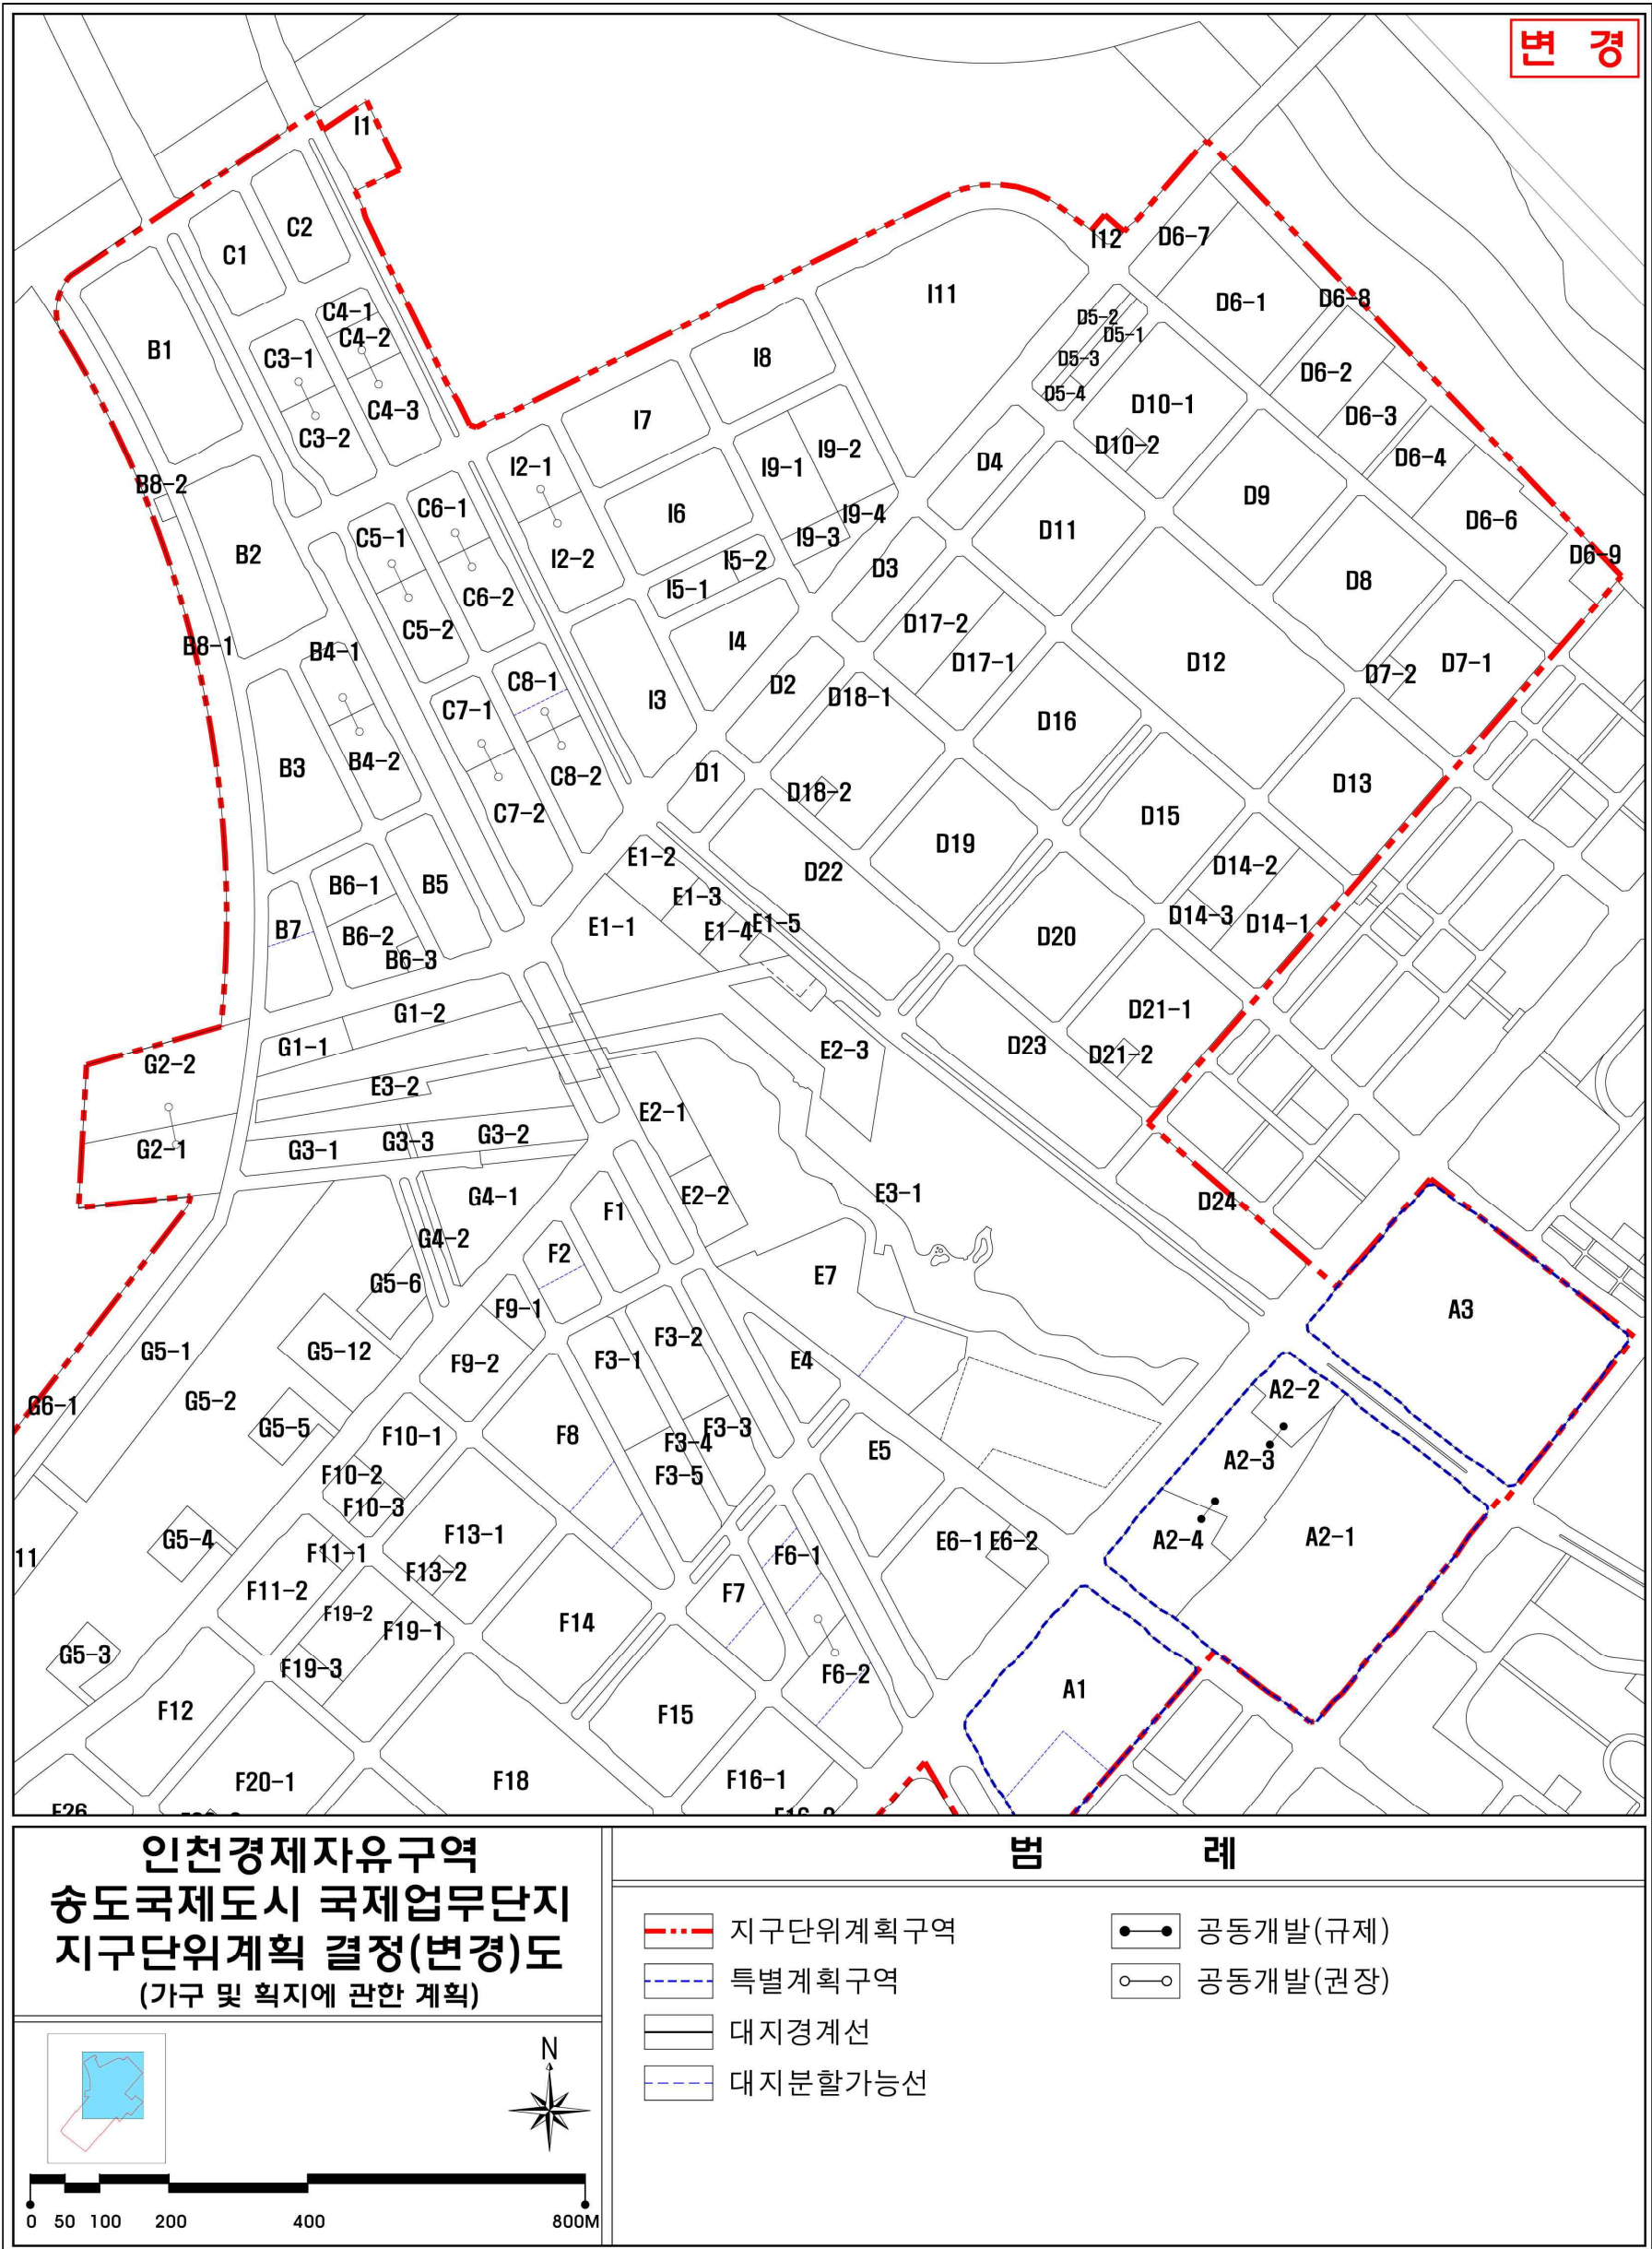 변 경
I1
C2
C1
I12
D6-7
I11
D6-1
D6-8
C4-1
C4-2
D5-2
D5-1
B1
C3-1
I8
D5-3
D6-2
D5-4
C4-3
D10-1
D6-3
I7
C3-2
I9-2
D10-2
D4
D6-4
I2-1
I9-1
B8-2
D9
C6-1
I6
I9-4
D6-6
C5-1
I9-3
D11
B2
I2-2
I5-2
D3
D6-9
D8
I5-1
C6-2
D17-2
C5-2
B8-1
B4-1
I4
D17-1
D12
D7-1
D7-2
C8-1
D2
D18-1
I3
C7-1
D16
B3
B4-2
C8-2
D1
D13
D18-2
C7-2
D15
D19
E1-2
D22
D14-2
B6-1
B5
E1-3
D14-3
D14-1
B7
B6-2
E1-1
E1-4
E1-5
D20
B6-3
G1-2
D21-1
G1-1
E2-3
D23
D21-2
G2-2
E3-2
E2-1
G2-1
G3-1
G3-3
G3-2
G4-1
E2-2
E3-1
D24
F1
G4-2
F2
E7
G5-6
F9-1
A3
G5-1
G5-12
F9-2
F3-2
F3-1
E4
A2-2
G6-1
G5-2
G5-5
F10-1
F8
F3-3
F3-4
E5
A2-3
F10-2
F3-5
F10-3
G5-4
F13-1
E6-1
E6-2
A2-4
A2-1
11
F11-1
F6-1
F13-2
F11-2
F7
F19-2
F19-1
F14
G5-3
F19-3
F6-2
A1
F12
F15
F20-1
F18
F16-1
인천경제자유구역
송도국제도시 국제업무단지
지구단위계획 결정(변경)도
(가구 및 획지에 관한 계획)
N
0 50 100 200 400 800M
범 례
지구단위계획구역
특별계획구역
대지경계선
대지분할가능선
공동개발(규제)
공동개발(권장)